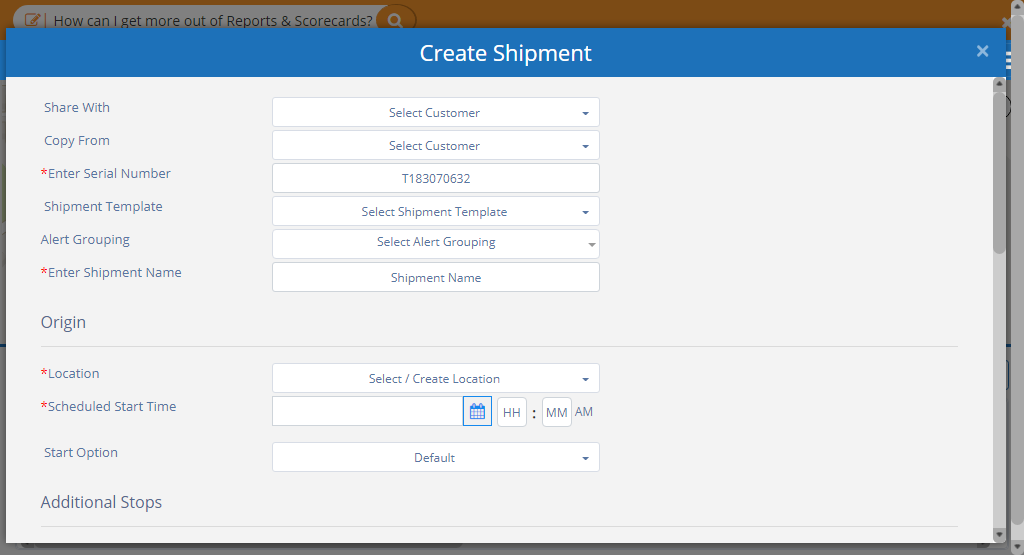 How can I get more out of Reports & Scorecards?
Create Shipment ×
Share With Select Customer
Copy From Select Customer
*Enter Serial Number T183070632
Shipment Template Select Shipment Template
Alert Grouping Select Alert Grouping
*Enter Shipment Name Shipment Name
Origin
*Location Select / Create Location
*Scheduled Start Time HH : MM AM
Start Option Default
Additional Stops